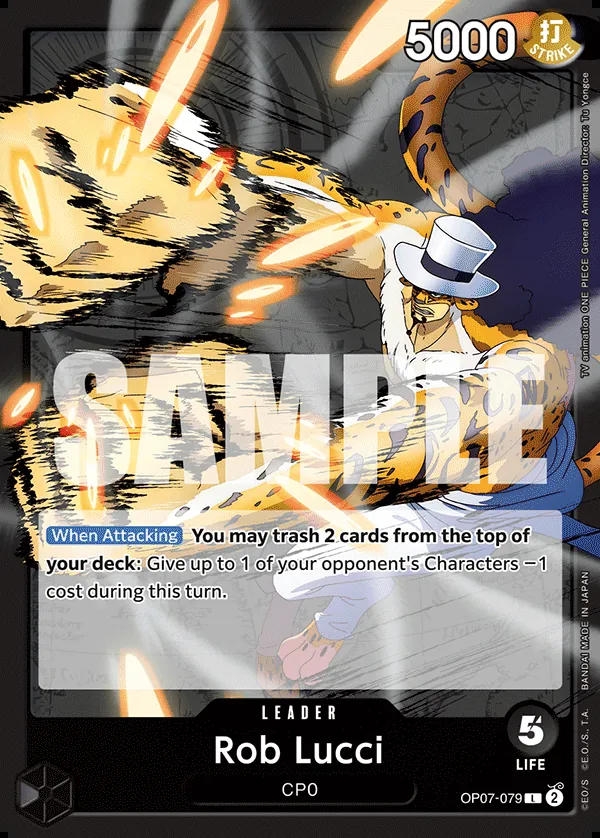 5000
打
STRIKE
TV animation ONE PIECE General Animation Director: Tu Yongce
SAMPLE
When Attacking You may trash 2 cards from the top of
your deck: Give up to 1 of your opponent's Characters −1
cost during this turn.
BANDAI MADE IN JAPAN
©E.O/S ©E.O./S., T.A.
LEADER
Rob Lucci
CP0
5
LIFE
OP07-079 L 2